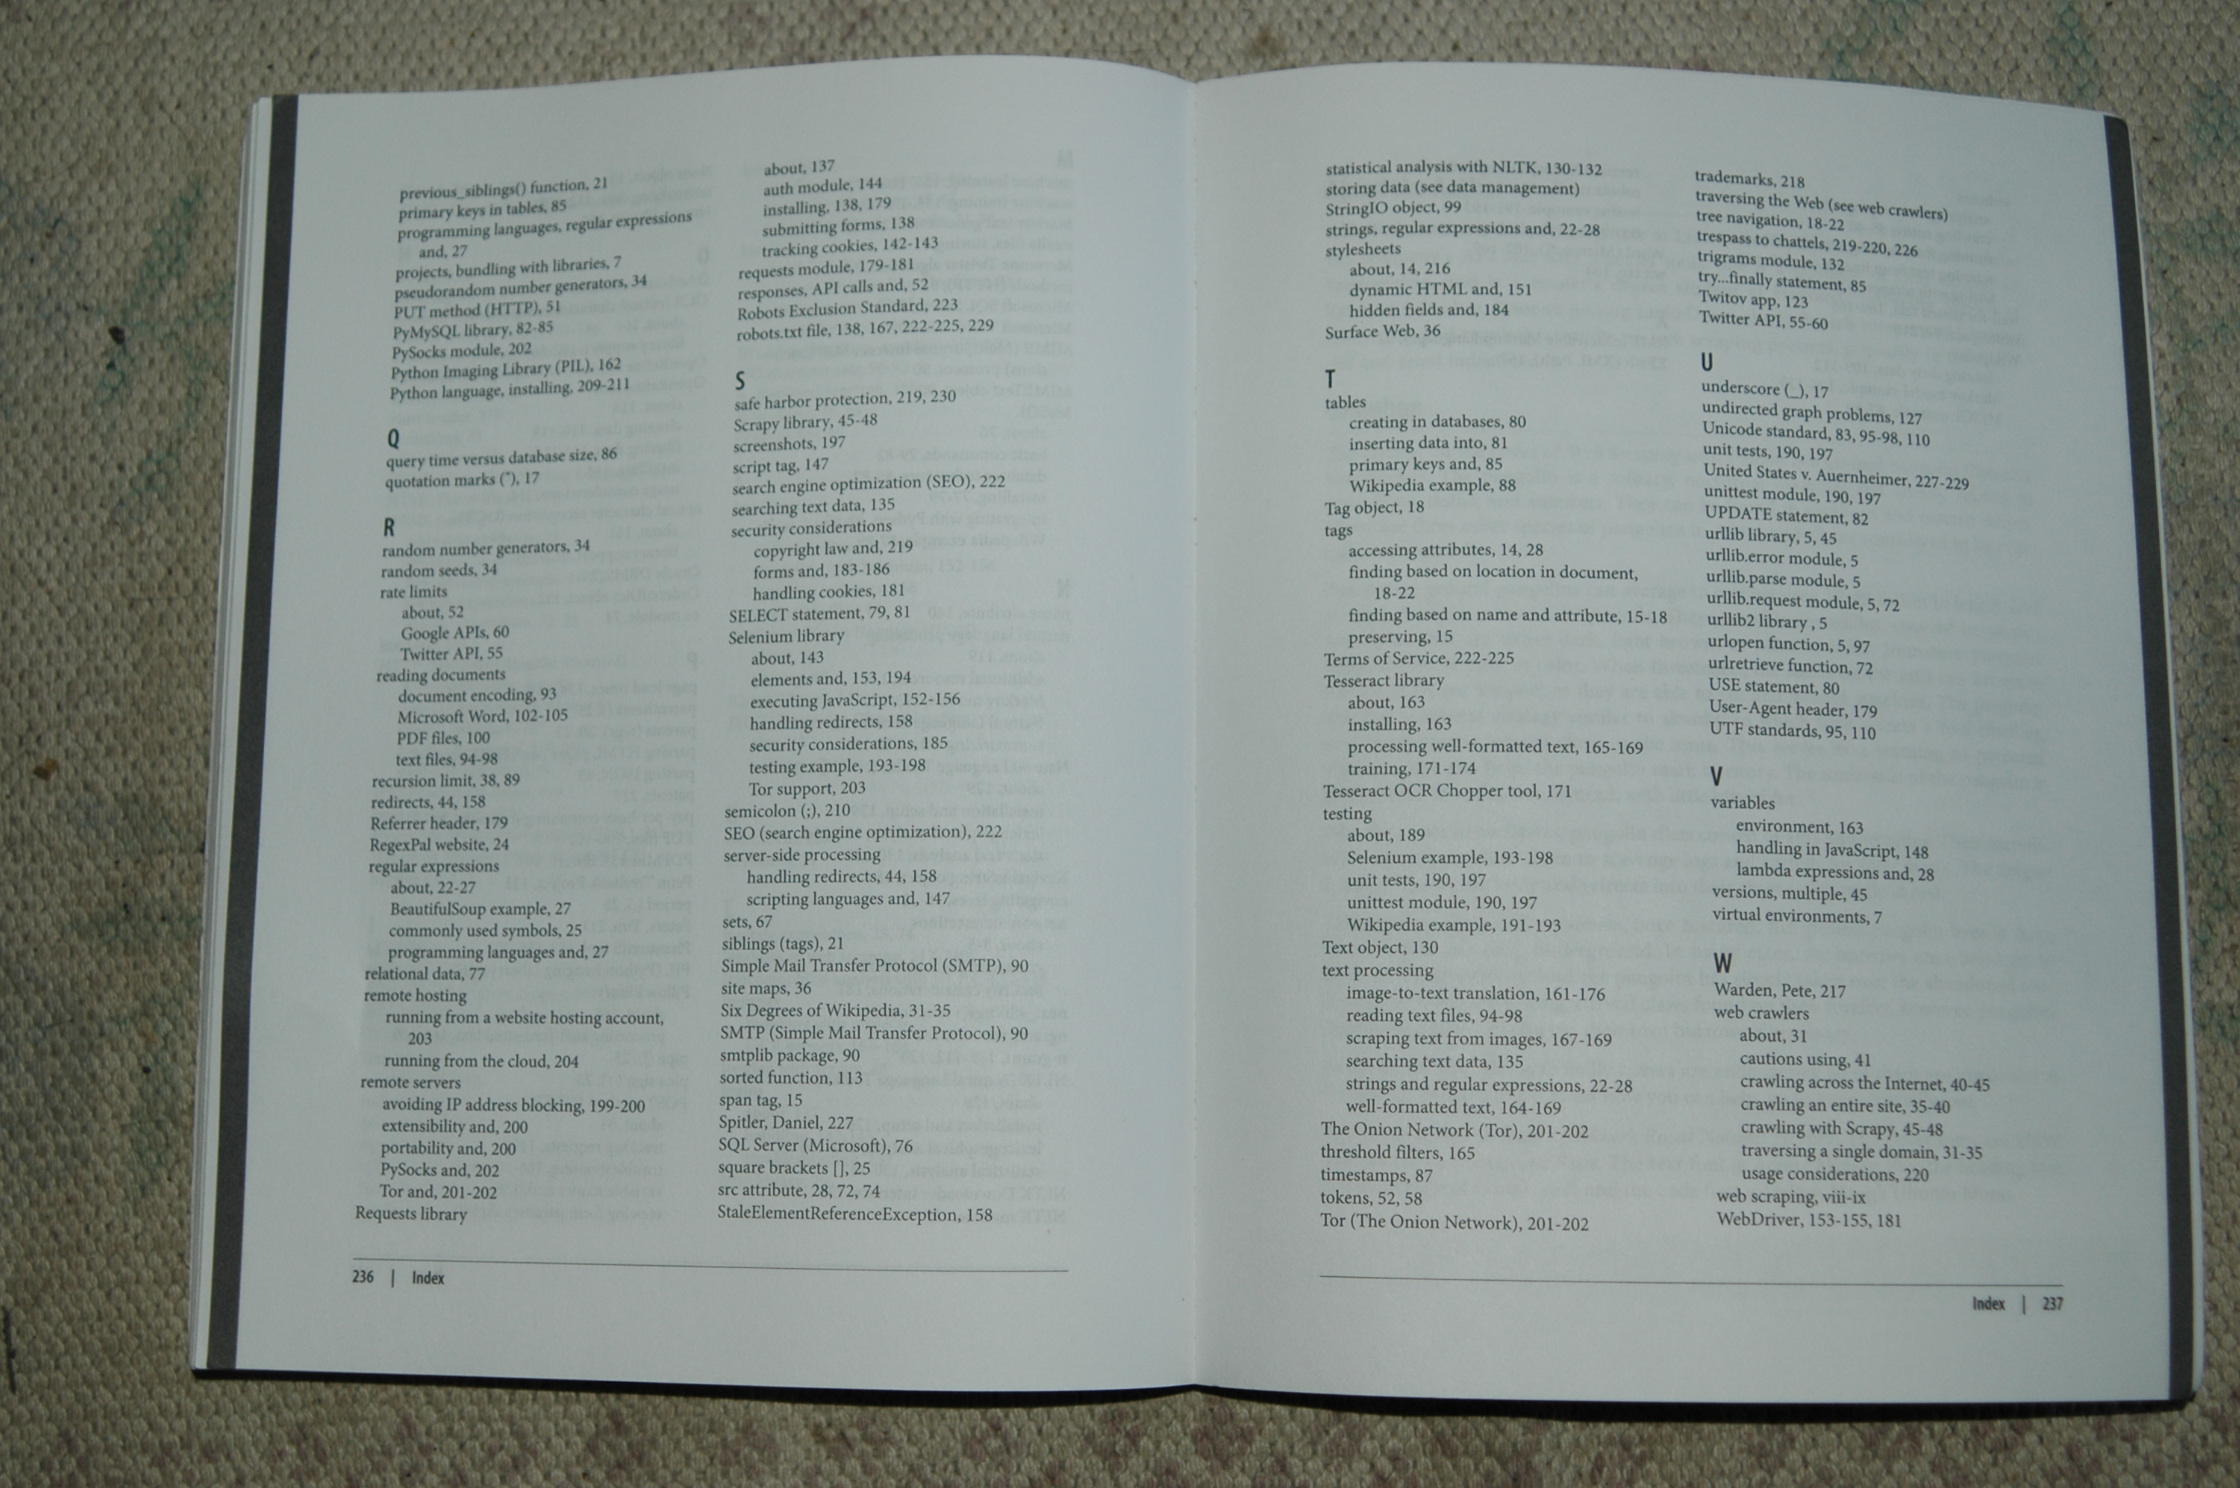 previous_siblings() function, 21
primary keys in tables, 85
programming languages, regular expressions
and, 27
projects, bundling with libraries, 7
pseudorandom number generators, 34
PUT method (HTTP), 51
PyMySQL library, 82-85
PySocks module, 202
Python Imaging Library (PIL), 162
Python language, installing, 209-211
Q
query time versus database size, 86
quotation marks ("), 17
R
random number generators, 34
random seeds, 34
rate limits
about, 52
Google APIs, 60
Twitter API, 55
reading documents
document encoding, 93
Microsoft Word, 102-105
PDF files, 100
text files, 94-98
recursion limit, 38, 89
redirects, 44, 158
Referrer header, 179
RegexPal website, 24
regular expressions
about, 22-27
BeautifulSoup example, 27
commonly used symbols, 25
programming languages and, 27
relational data, 77
remote hosting
running from a website hosting account,
203
running from the cloud, 204
remote servers
avoiding IP address blocking, 199-200
extensibility and, 200
portability and, 200
PySocks and, 202
Tor and, 201-202
Requests library
about, 137
auth module, 144
installing, 138, 179
submitting forms, 138
tracking cookies, 142-143
requests module, 179-181
responses, API calls and, 52
Robots Exclusion Standard, 223
robots.txt file, 138, 167, 222-225, 229
S
safe harbor protection, 219, 230
Scrapy library, 45-48
screenshots, 197
script tag, 147
search engine optimization (SEO), 222
searching text data, 135
security considerations
copyright law and, 219
forms and, 183-186
handling cookies, 181
SELECT statement, 79, 81
Selenium library
about, 143
elements and, 153, 194
executing JavaScript, 152-156
handling redirects, 158
security considerations, 185
testing example, 193-198
Tor support, 203
semicolon (;), 210
SEO (search engine optimization), 222
server-side processing
handling redirects, 44, 158
scripting languages and, 147
sets, 67
siblings (tags), 21
Simple Mail Transfer Protocol (SMTP), 90
site maps, 36
Six Degrees of Wikipedia, 31-35
SMTP (Simple Mail Transfer Protocol), 90
smtplib package, 90
sorted function, 113
span tag, 15
Spitler, Daniel, 227
SQL Server (Microsoft), 76
square brackets [], 25
src attribute, 28, 72, 74
StaleElementReferenceException, 158
236 | Index
statistical analysis with NLTK, 130-132
storing data (see data management)
StringIO object, 99
strings, regular expressions and, 22-28
stylesheets
about, 14, 216
dynamic HTML and, 151
hidden fields and, 184
Surface Web, 36
T
tables
creating in databases, 80
inserting data into, 81
primary keys and, 85
Wikipedia example, 88
Tag object, 18
tags
accessing attributes, 14, 28
finding based on location in document,
18-22
finding based on name and attribute, 15-18
preserving, 15
Terms of Service, 222-225
Tesseract library
about, 163
installing, 163
processing well-formatted text, 165-169
training, 171-174
Tesseract OCR Chopper tool, 171
testing
about, 189
Selenium example, 193-198
unit tests, 190, 197
unittest module, 190, 197
Wikipedia example, 191-193
Text object, 130
text processing
image-to-text translation, 161-176
reading text files, 94-98
scraping text from images, 167-169
searching text data, 135
strings and regular expressions, 22-28
well-formatted text, 164-169
The Onion Network (Tor), 201-202
threshold filters, 165
timestamps, 87
tokens, 52, 58
Tor (The Onion Network), 201-202
trademarks, 218
traversing the Web (see web crawlers)
tree navigation, 18-22
trespass to chattels, 219-220, 226
trigrams module, 132
try...finally statement, 85
Twitov app, 123
Twitter API, 55-60
U
underscore (_), 17
undirected graph problems, 127
Unicode standard, 83, 95-98, 110
unit tests, 190, 197
United States v. Auernheimer, 227-229
unittest module, 190, 197
UPDATE statement, 82
urllib library, 5, 45
urllib.error module, 5
urllib.parse module, 5
urllib.request module, 5, 72
urllib2 library , 5
urlopen function, 5, 97
urlretrieve function, 72
USE statement, 80
User-Agent header, 179
UTF standards, 95, 110
V
variables
environment, 163
handling in JavaScript, 148
lambda expressions and, 28
versions, multiple, 45
virtual environments, 7
W
Warden, Pete, 217
web crawlers
about, 31
cautions using, 41
crawling across the Internet, 40-45
crawling an entire site, 35-40
crawling with Scrapy, 45-48
traversing a single domain, 31-35
usage considerations, 220
web scraping, viii-ix
WebDriver, 153-155, 181
Index | 237